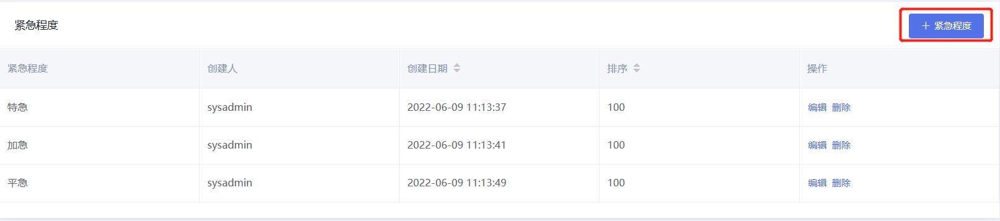 紧急程度
+ 紧急程度
紧急程度 创建人 创建日期 排序 操作
特急 sysadmin 2022-06-09 11:13:37 100 编辑 删除
加急 sysadmin 2022-06-09 11:13:41 100 编辑 删除
平急 sysadmin 2022-06-09 11:13:49 100 编辑 删除